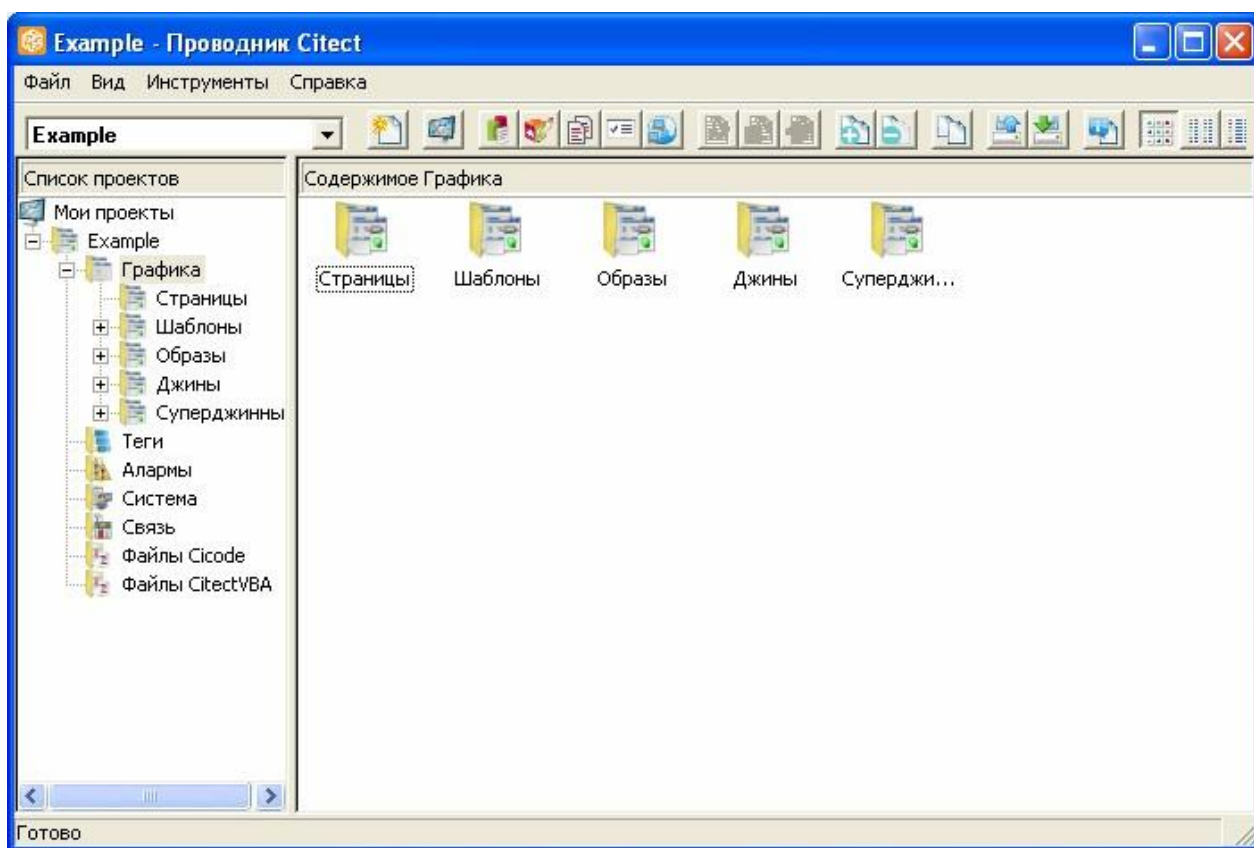 Example - Проводник Citect
Файл Вид Инструменты Справка
Example
Список проектов
Содержимое Графика
Мои проекты
Example
Графика
Страницы
Шаблоны
Образы
Джины
Суперджинны
Теги
Алармы
Система
Связь
Файлы Cicode
Файлы CitectVBA
Страницы Шаблоны Образы Джины Суперджи...
Готово